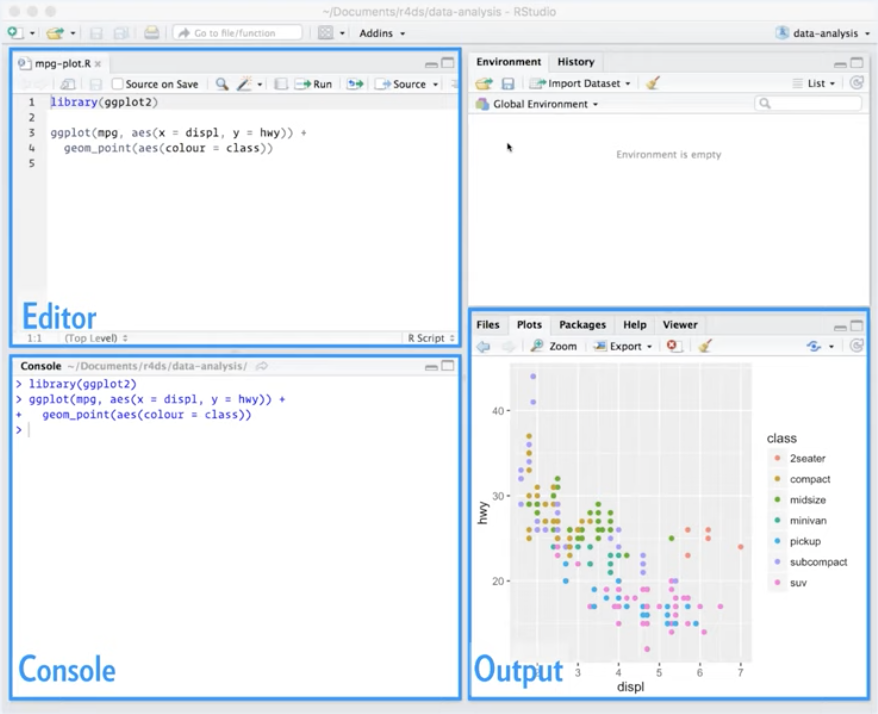 ~/Documents/r4ds/data-analysis - RStudio
Go to file/function
Addins
data-analysis
mpg-plot.R
Source on Save
Run
Source
1 library(ggplot2)
2
3 ggplot(mpg, aes(x = displ, y = hwy)) +
4 geom_point(aes(colour = class))
5
Editor
1:1 (Top Level) R Script
Console ~/Documents/r4ds/data-analysis/
> library(ggplot2)
> ggplot(mpg, aes(x = displ, y = hwy)) +
+ geom_point(aes(colour = class))
>
Console
Environment History
Import Dataset List
Global Environment
Environment is empty
Files Plots Packages Help Viewer
Zoom Export
40
30
20
hwy
2 3 4 5 6 7
displ
class
2seater
compact
midsize
minivan
pickup
subcompact
suv
Output